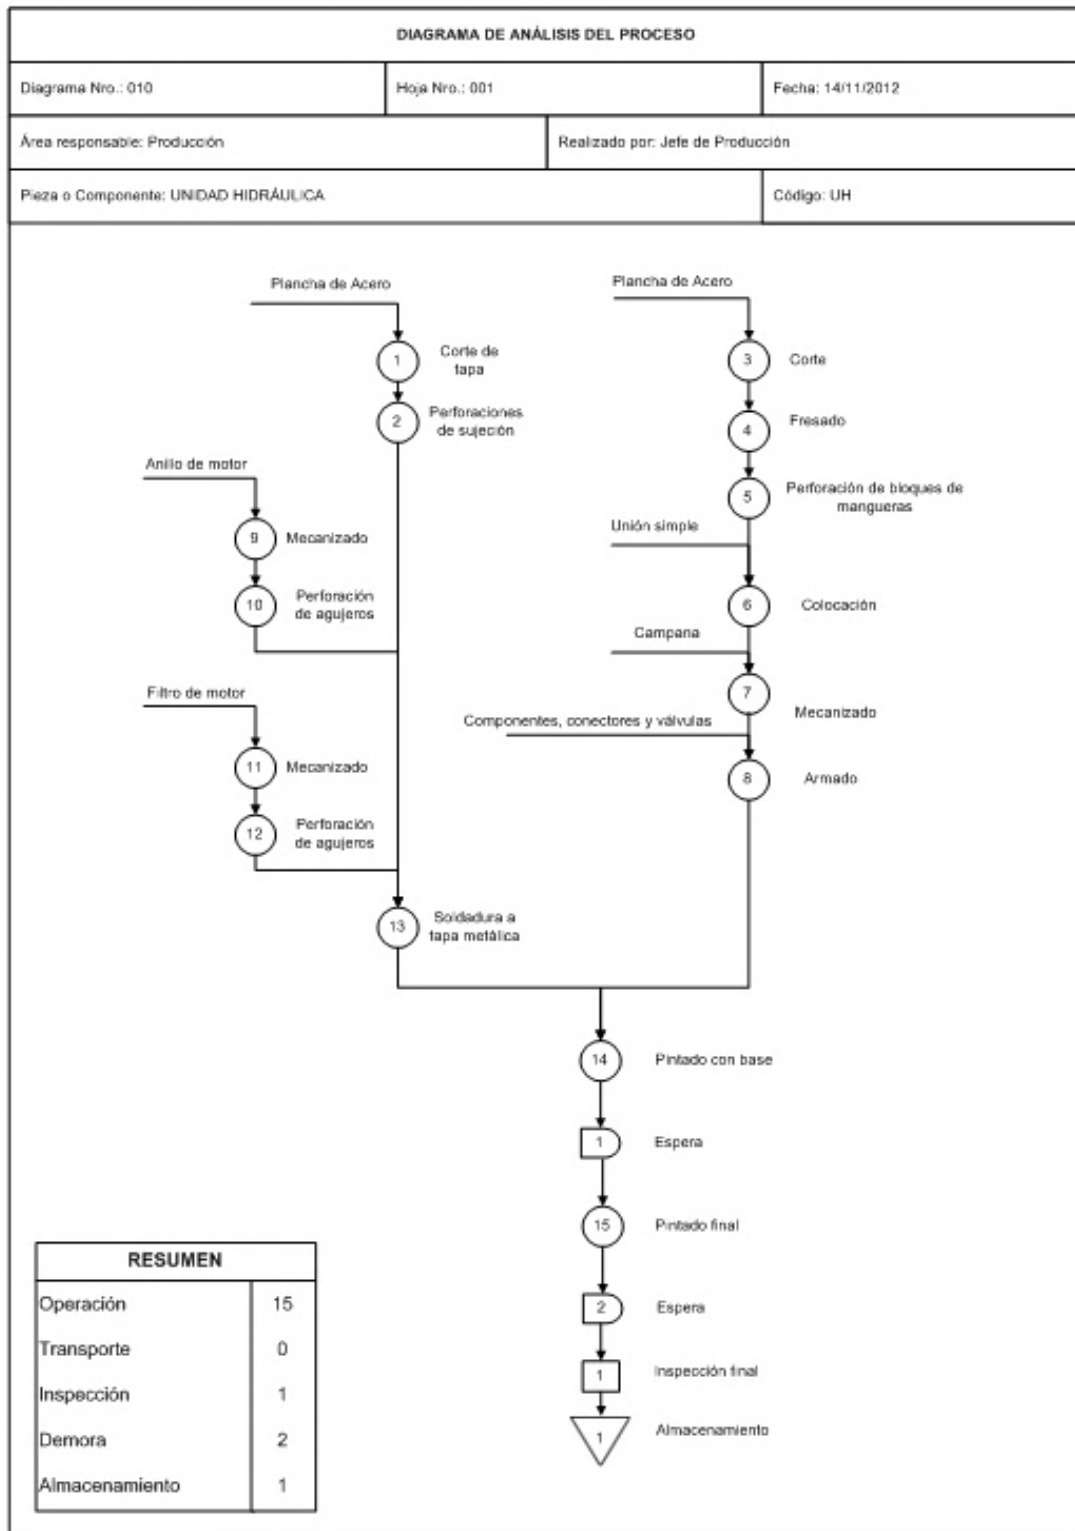 DIAGRAMA DE ANÁLISIS DEL PROCESO
Diagrama Nro.: 010
Hoja Nro.: 001
Fecha: 14/11/2012
Área responsable: Producción
Realizado por: Jefe de Producción
Pieza o Componente: UNIDAD HIDRÁULICA
Código: UH
Plancha de Acero
1
Corte de
tapa
2
Perforaciones
de sujeción
Anillo de motor
9
Mecanizado
10
Perforación
de agujeros
Filtro de motor
11
Mecanizado
12
Perforación
de agujeros
13
Soldadura a
tapa metálica
Plancha de Acero
3
Corte
4
Fresado
5
Perforación de bloques de
mangueras
Unión simple
6
Colocación
Campana
7
Mecanizado
Componentes, conectores y válvulas
8
Armado
14
Pintado con base
1
Espera
15
Pintado final
2
Espera
1
Inspección final
1
Almacenamiento
RESUMEN
Operación 15
Transporte 0
Inspección 1
Demora 2
Almacenamiento 1